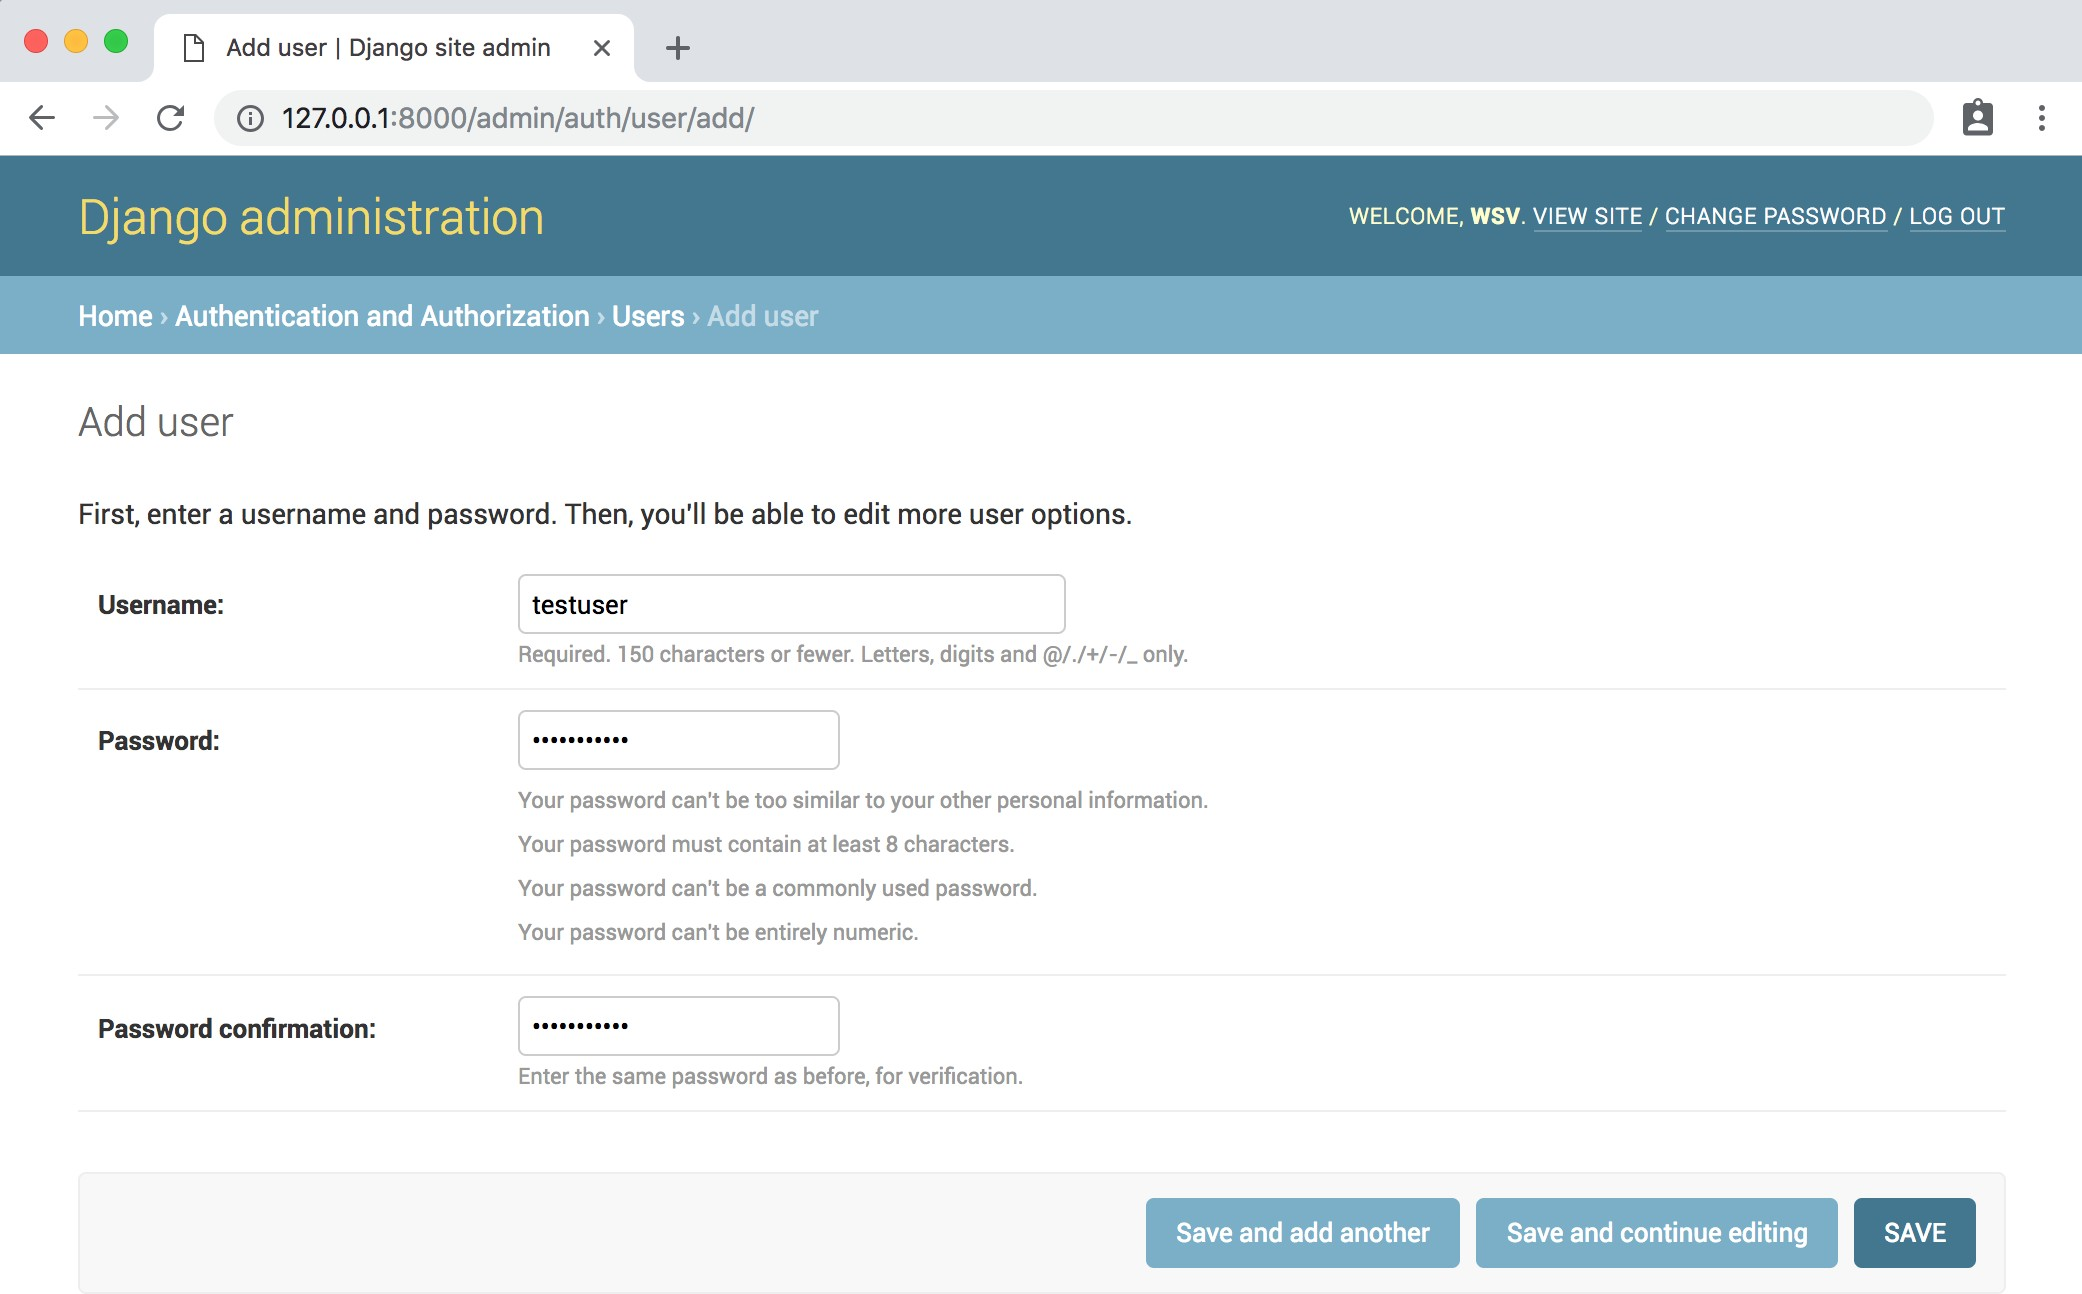 Add user | Django site admin
127.0.0.1:8000/admin/auth/user/add/
Django administration
WELCOME, WSV. VIEW SITE / CHANGE PASSWORD / LOG OUT
Home › Authentication and Authorization › Users › Add user
Add user
First, enter a username and password. Then, you'll be able to edit more user options.
Username:
testuser
Required. 150 characters or fewer. Letters, digits and @/./+/-/_ only.
Password:
•••••••••••
Your password can't be too similar to your other personal information.
Your password must contain at least 8 characters.
Your password can't be a commonly used password.
Your password can't be entirely numeric.
Password confirmation:
•••••••••••
Enter the same password as before, for verification.
Save and add another
Save and continue editing
SAVE